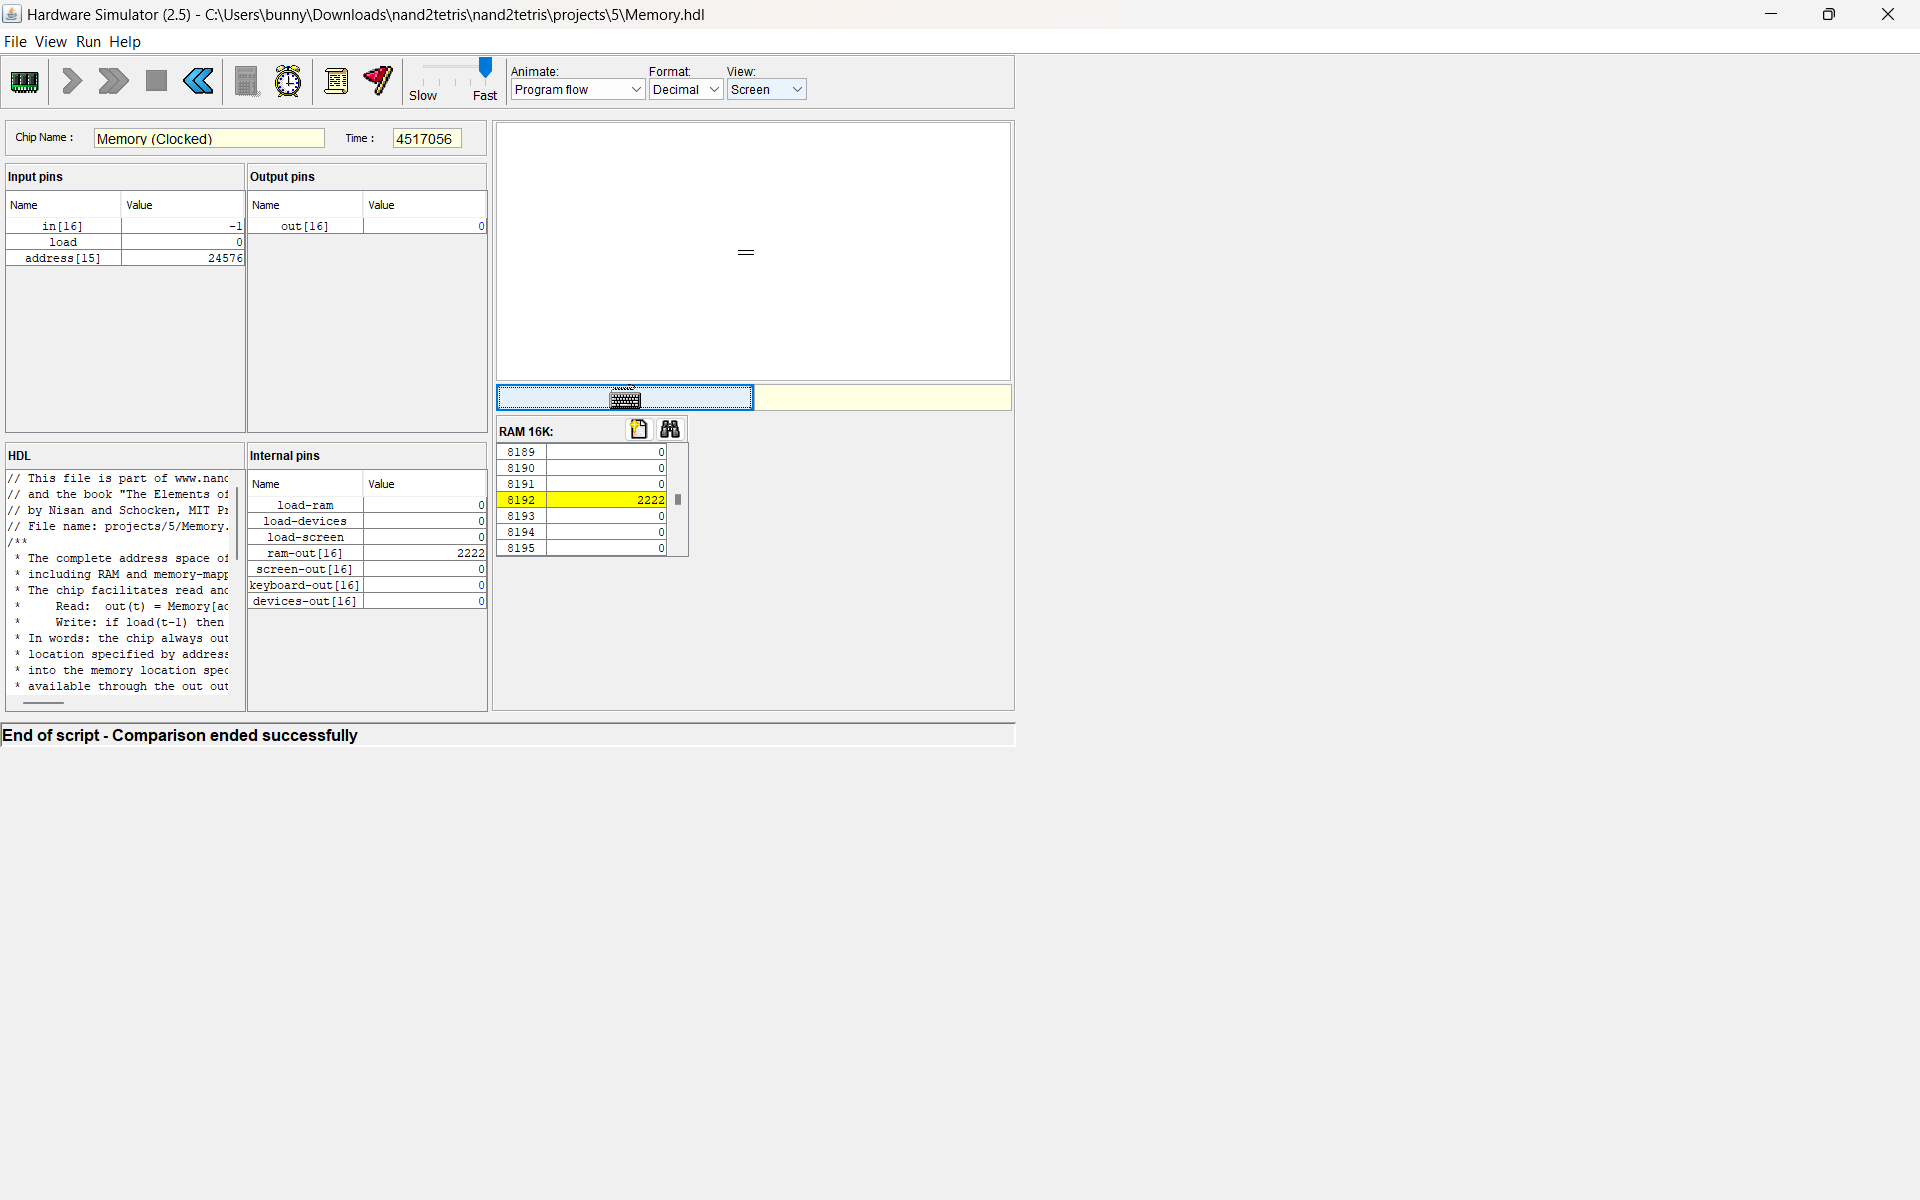 Hardware Simulator (2.5) - C:\Users\bunny\Downloads\nand2tetris\nand2tetris\projects\5\Memory.hdl
File View Run Help
Slow Fast
Animate: Format: View:
Program flow Decimal Screen
Chip Name : Memory (Clocked) Time : 4517056
Input pins
Name Value
in[16] -1
load 0
address[15] 24576
Output pins
Name Value
out[16] 0
HDL
// This file is part of www.nand
// and the book "The Elements of
// by Nisan and Schocken, MIT Pr
// File name: projects/5/Memory.
/**
* The complete address space of
* including RAM and memory-mapp
* The chip facilitates read and
* Read: out(t) = Memory[ad
* Write: if load(t-1) then
* In words: the chip always out
* location specified by address
* into the memory location spec
* available through the out out
Internal pins
Name Value
load-ram 0
load-devices 0
load-screen 0
ram-out[16] 2222
screen-out[16] 0
keyboard-out[16] 0
devices-out[16] 0
RAM 16K:
8189 0
8190 0
8191 0
8192 2222
8193 0
8194 0
8195 0
End of script - Comparison ended successfully